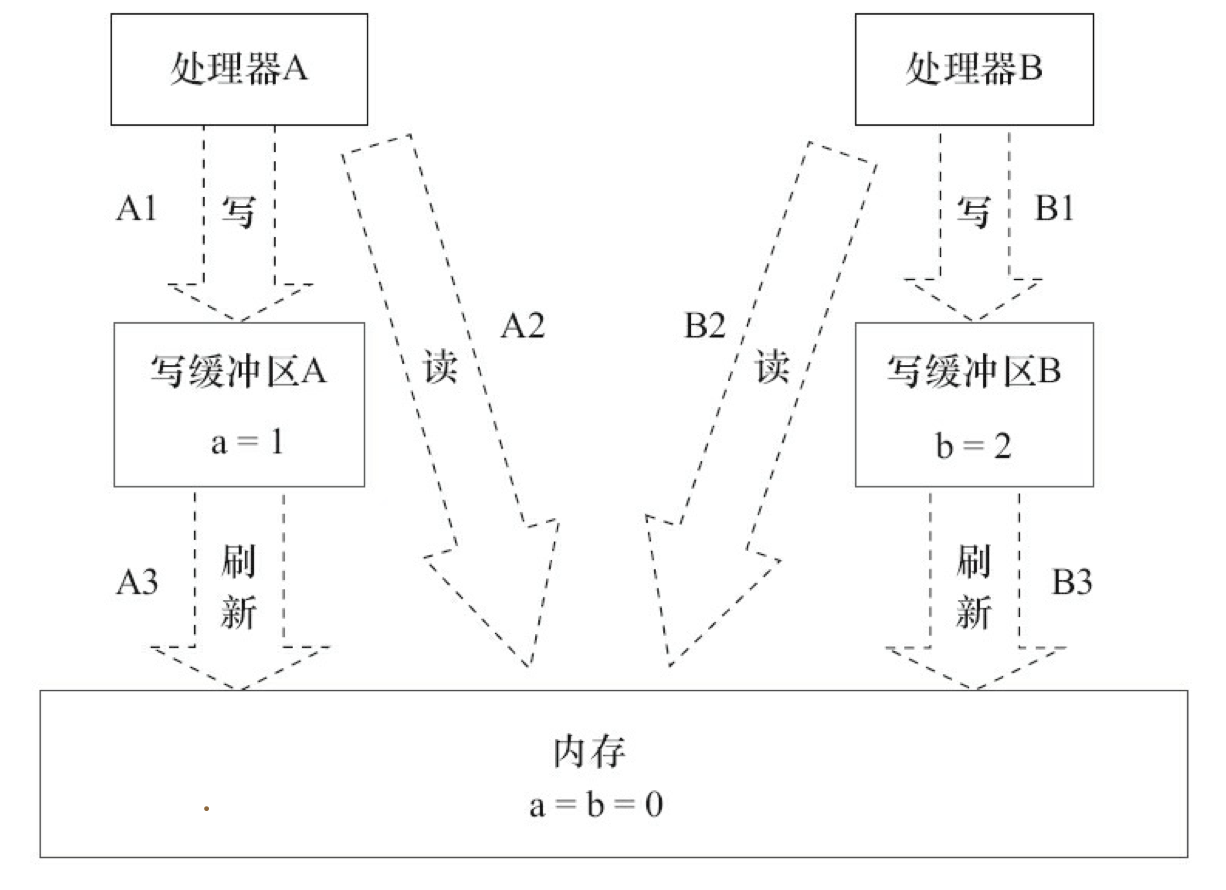 处理器A
处理器B
A1
写
写
B1
A2
B2
读
读
写缓冲区A
a = 1
写缓冲区B
b = 2
A3
刷
新
刷
新
B3
内存
a = b = 0